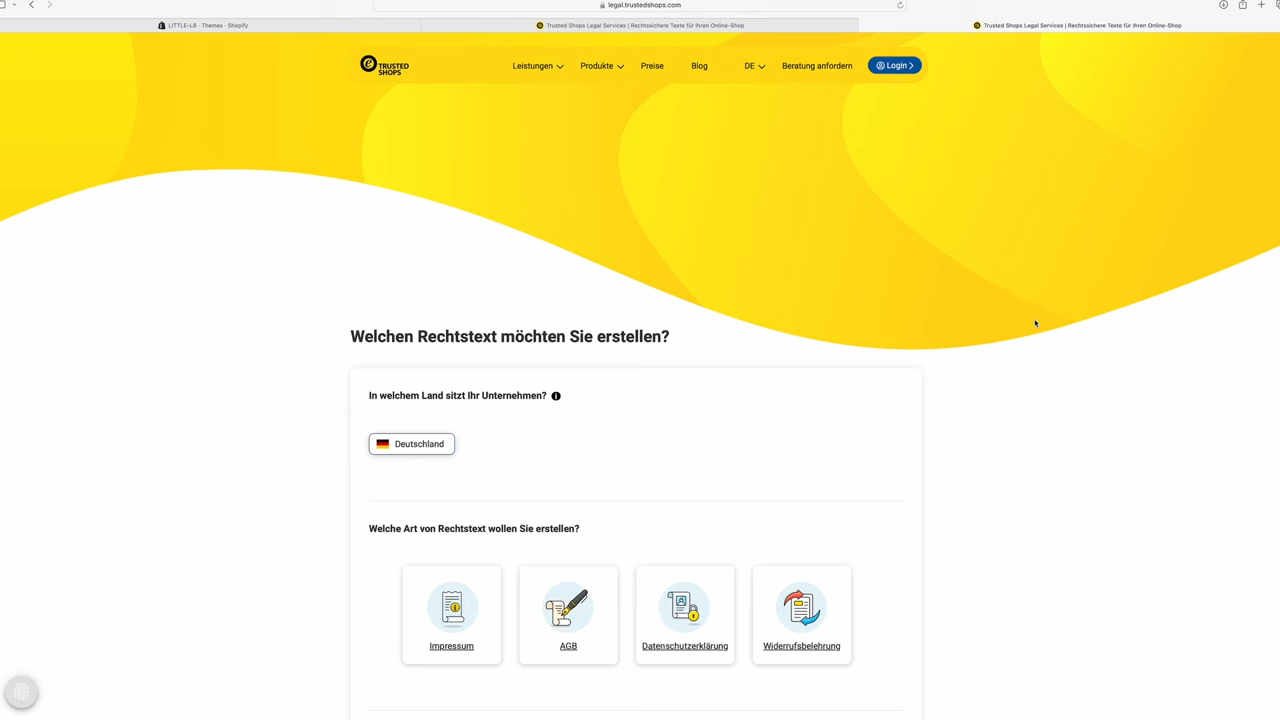 legal.trustedshops.com
LITTLE-L8 · Themes · Shopify
Trusted Shops Legal Services | Rechtssichere Texte für Ihren Online-Shop
Trusted Shops Legal Services | Rechtssichere Texte für Ihren Online-Shop
e TRUSTED SHOPS
Leistungen
Produkte
Preise
Blog
DE
Beratung anfordern
Login
Welchen Rechtstext möchten Sie erstellen?
In welchem Land sitzt Ihr Unternehmen?
Deutschland
Welche Art von Rechtstext wollen Sie erstellen?
Impressum
AGB
Datenschutzerklärung
Widerrufsbelehrung